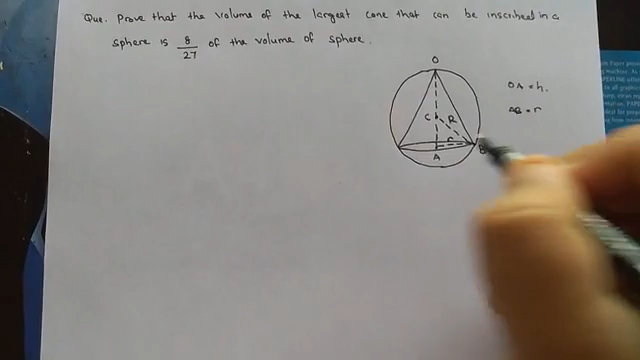 Que. Prove that the volume of the largest cone that can be inscribed in a
sphere is 8/27 of the volume of sphere.
O
OA = h.
C R
AB = r
r
A B